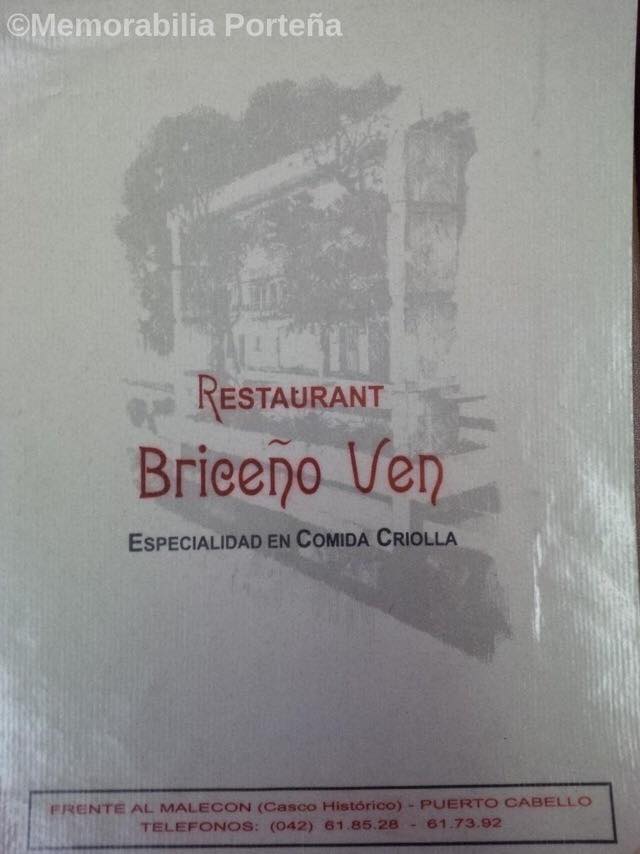 ©Memorabilia Porteña
RESTAURANT
Briceño Ven
ESPECIALIDAD EN COMIDA CRIOLLA
FRENTE AL MALECON (Casco Histórico) - PUERTO CABELLO
TELEFONOS: (042) 61.85.28 - 61.73.92